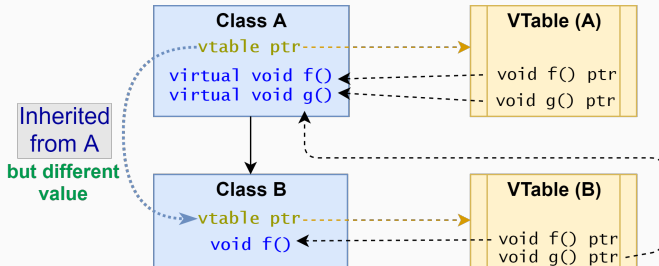 Class A
vtable ptr
virtual void f()
virtual void g()
VTable (A)
void f() ptr
void g() ptr
Inherited
from A
but different
value
Class B
vtable ptr
void f()
VTable (B)
void f() ptr
void g() ptr